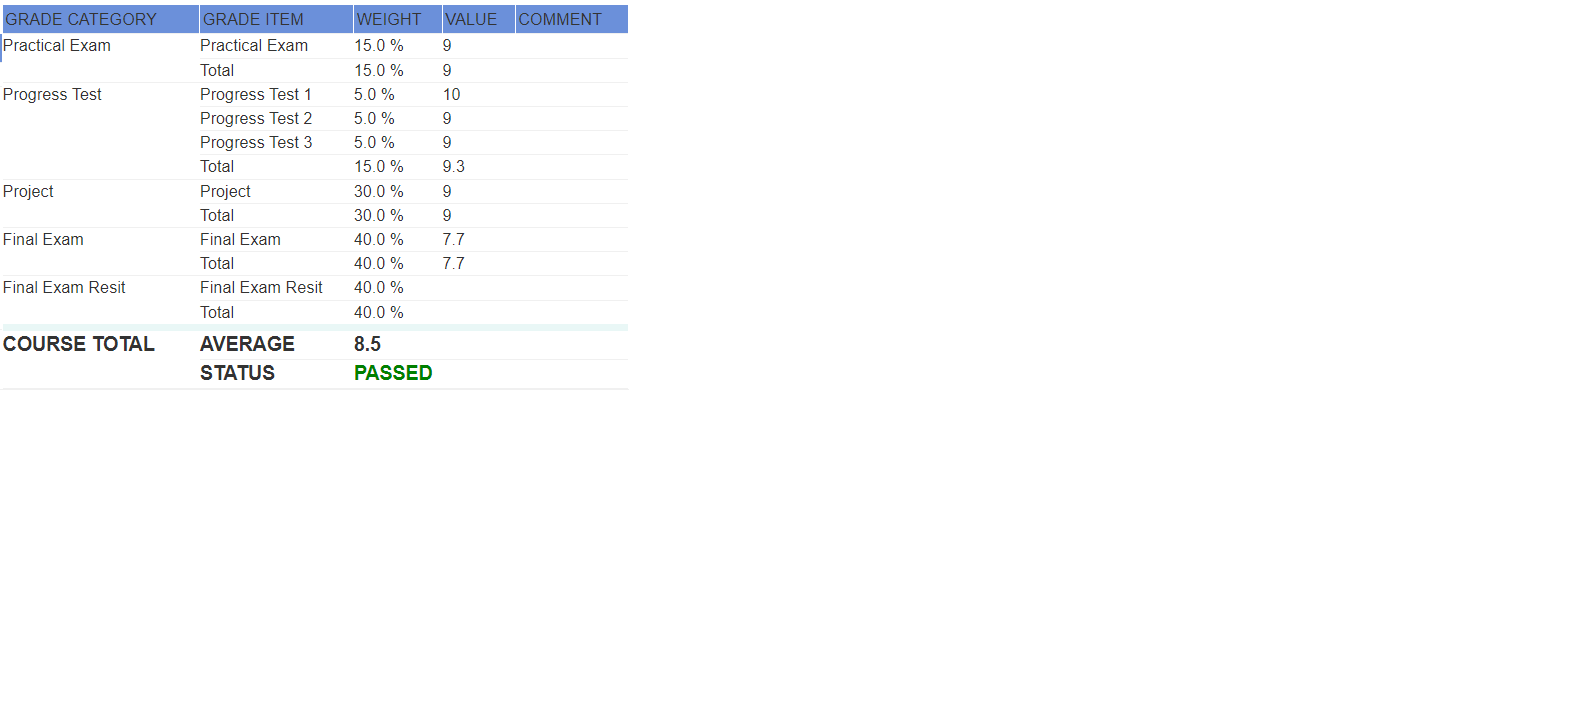 GRADE CATEGORY GRADE ITEM WEIGHT VALUE COMMENT
Practical Exam Practical Exam 15.0 % 9
Total 15.0 % 9
Progress Test Progress Test 1 5.0 % 10
Progress Test 2 5.0 % 9
Progress Test 3 5.0 % 9
Total 15.0 % 9.3
Project Project 30.0 % 9
Total 30.0 % 9
Final Exam Final Exam 40.0 % 7.7
Total 40.0 % 7.7
Final Exam Resit Final Exam Resit 40.0 %
Total 40.0 %
COURSE TOTAL AVERAGE 8.5
STATUS PASSED